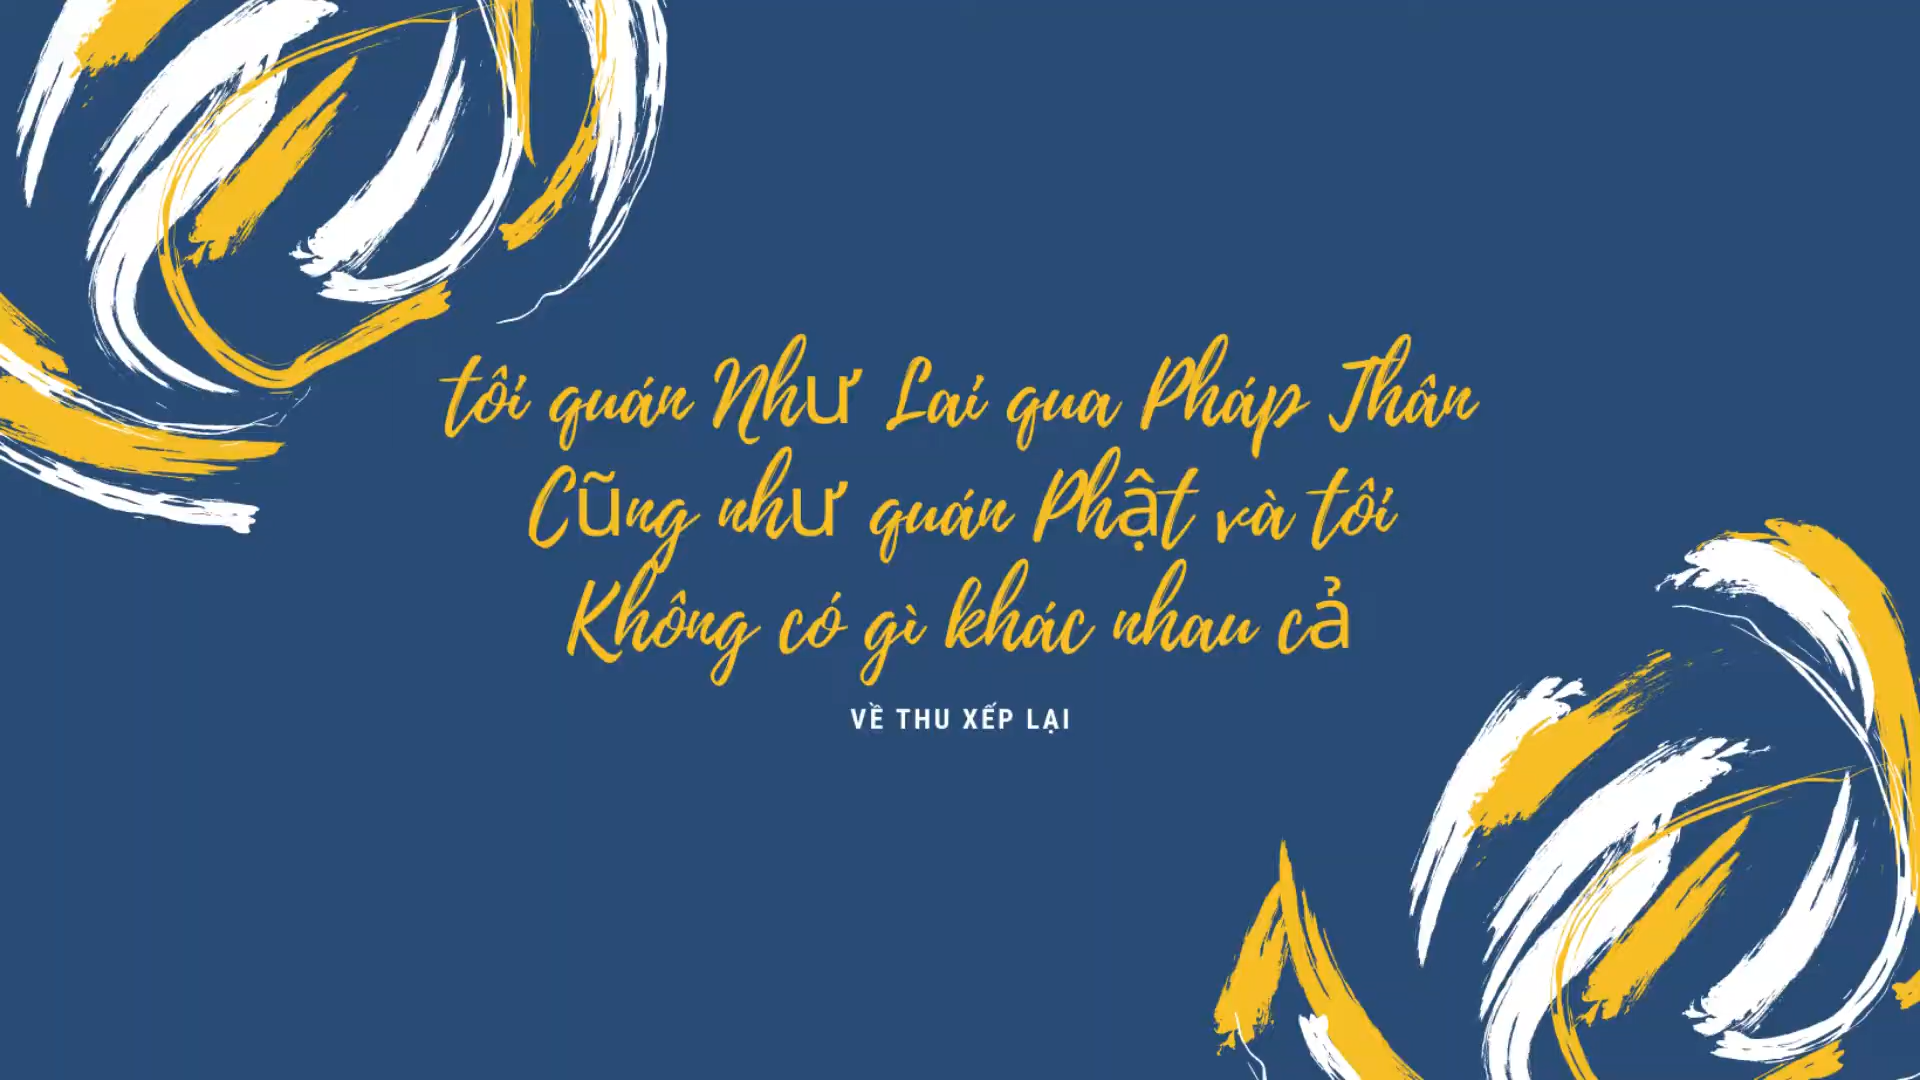 tôi quán Như Lai qua Pháp Thân
Cũng như quán Phật và tôi
Không có gì khác nhau cả
VỀ THU XẾP LẠI